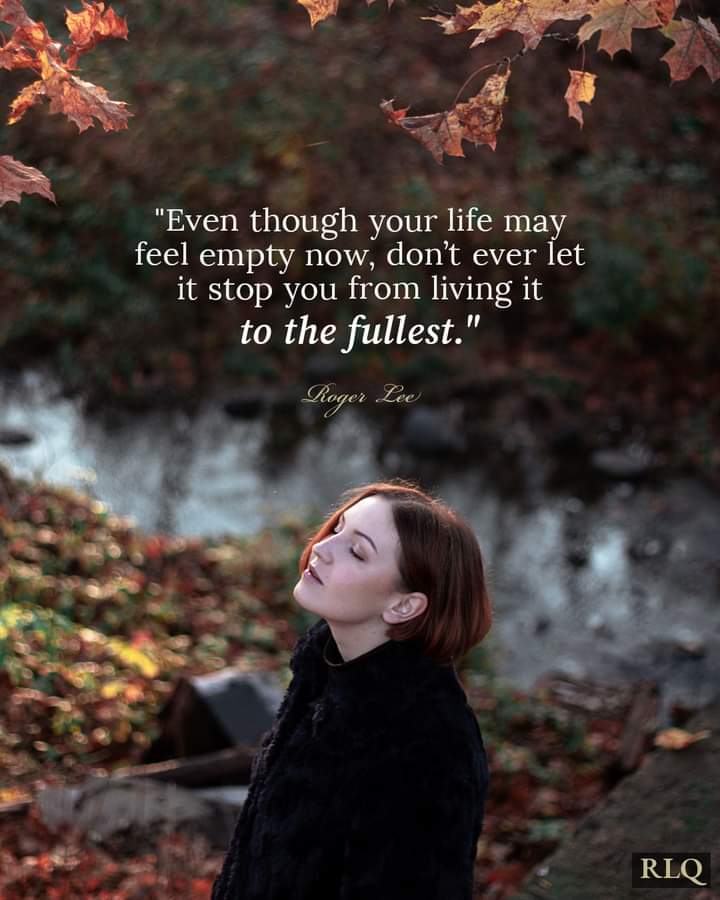 "Even though your life may
feel empty now, don’t ever let
it stop you from living it
to the fullest."
Roger Lee
RLQ